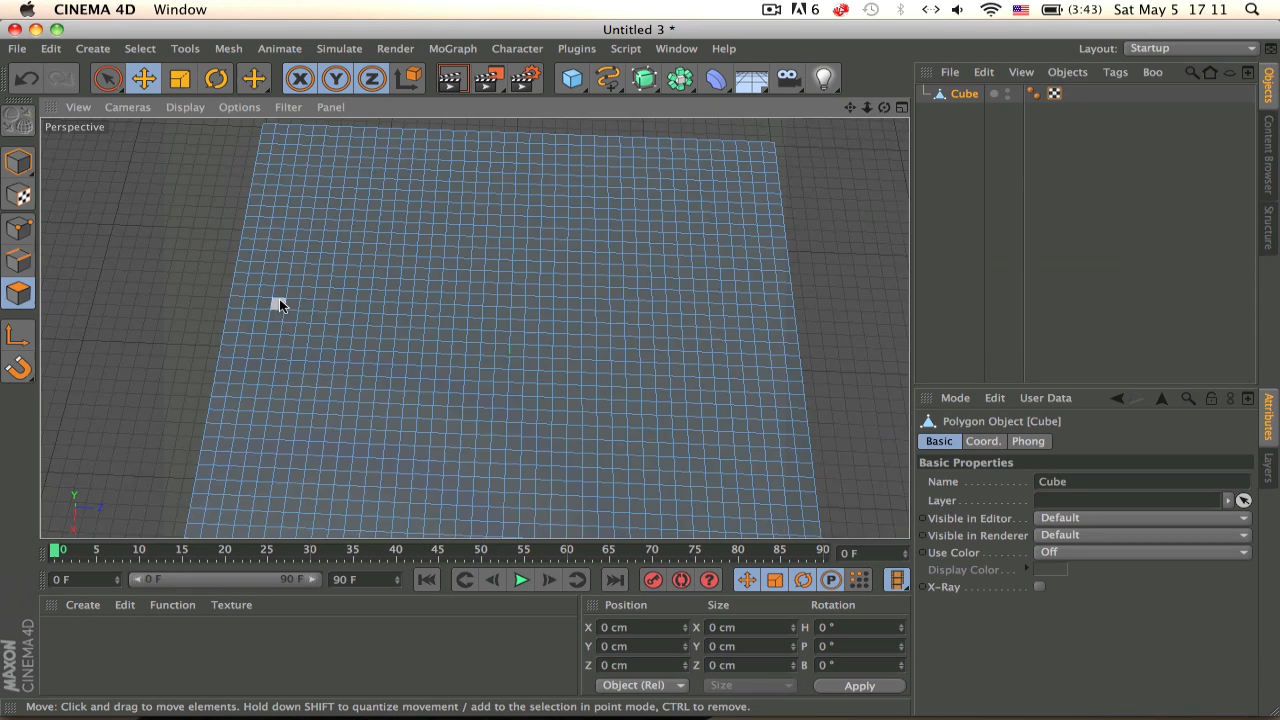 CINEMA 4D Window 6 (3:43) Sat May 5 17 11
Untitled 3 *
File Edit Create Select Tools Mesh Animate Simulate Render MoGraph Character Plugins Script Window Help Layout: Startup
X Y Z
File Edit View Objects Tags Boo
View Cameras Display Options Filter Panel
Cube
Perspective
Objects
Content Browser
Structure
Mode Edit User Data
Polygon Object [Cube]
Basic Coord. Phong
Basic Properties
Name Cube
Layer
Visible in Editor Default
Visible in Renderer Default
Use Color Off
Display Color
X-Ray
Attributes
Layers
Y
Z
X
0 5 10 15 20 25 30 35 40 45 50 55 60 65 70 75 80 85 90 0 F
0 F 0 F 90 F 90 F ? P
Create Edit Function Texture
Position Size Rotation
X 0 cm X 0 cm H 0 °
Y 0 cm Y 0 cm P 0 °
Z 0 cm Z 0 cm B 0 °
Object (Rel) Size Apply
MAXON
CINEMA 4D
Move: Click and drag to move elements. Hold down SHIFT to quantize movement / add to the selection in point mode, CTRL to remove.